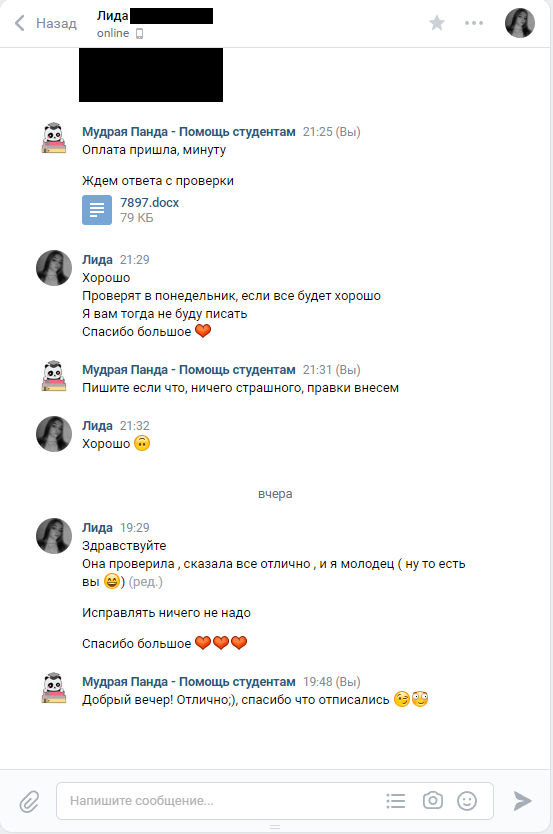 Назад
Лида
online
Мудрая Панда - Помощь студентам 21:25 (Вы)
Оплата пришла, минуту
Ждем ответа с проверки
7897.docx
79 КБ
Лида 21:29
Хорошо
Проверят в понедельник, если все будет хорошо
Я вам тогда не буду писать
Спасибо большое ❤️
Мудрая Панда - Помощь студентам 21:31 (Вы)
Пишите если что, ничего страшного, правки внесем
Лида 21:32
Хорошо 🙃
вчера
Лида 19:29
Здравствуйте
Она проверила , сказала все отлично , и я молодец ( ну то есть
вы 😄) (ред.)
Исправлять ничего не надо
Спасибо большое ❤️❤️❤️
Мудрая Панда - Помощь студентам 19:48 (Вы)
Добрый вечер! Отлично;), спасибо что отписались 😉🙄
Напишите сообщение...